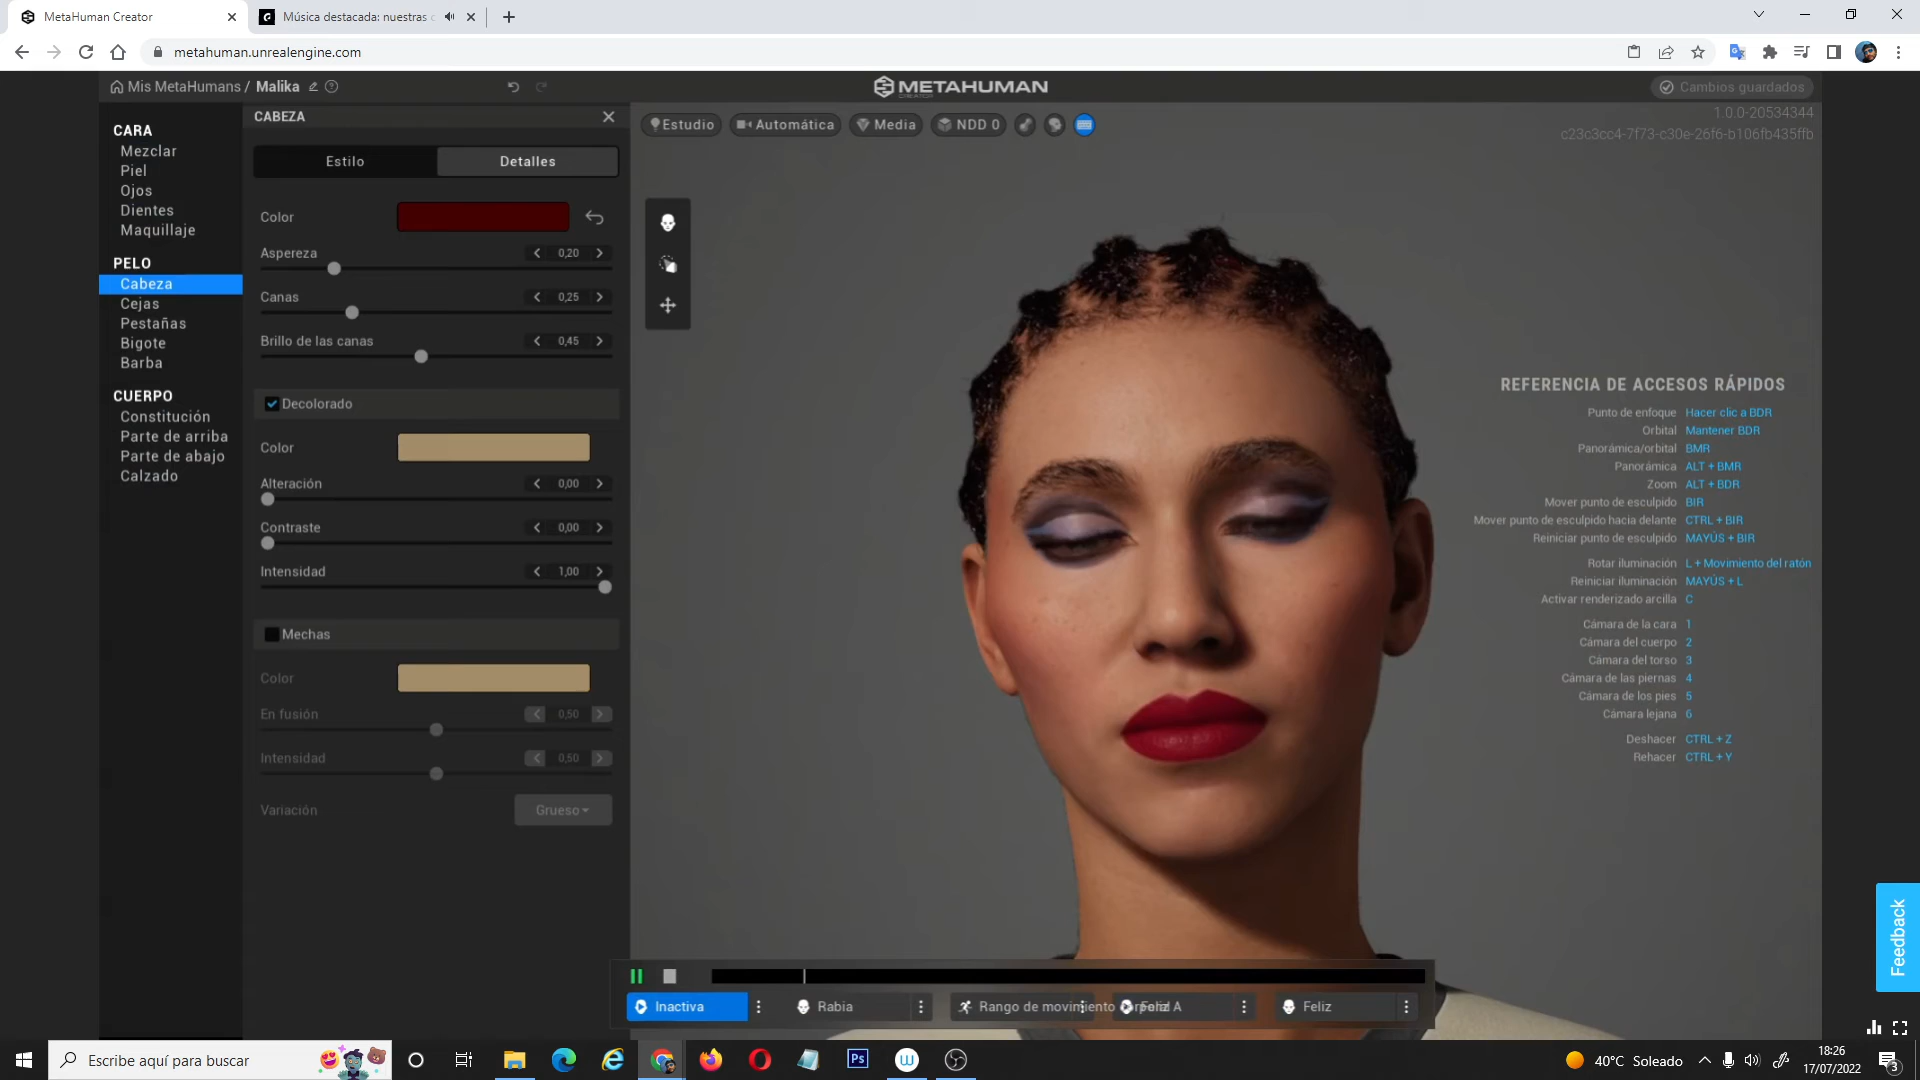 MetaHuman Creator
Música destacada: nuestras c
metahuman.unrealengine.com
Mis MetaHumans / Malika
METAHUMAN
CREATOR
Cambios guardados
1.0.0-20534344
c23c3cc4-7f73-c30e-26f6-b106fb435ffb
CARA
Mezclar
Piel
Ojos
Dientes
Maquillaje
PELO
Cabeza
Cejas
Pestañas
Bigote
Barba
CUERPO
Constitución
Parte de arriba
Parte de abajo
Calzado
CABEZA
Estilo
Detalles
Color
Aspereza
0,20
Canas
0,25
Brillo de las canas
0,45
Decolorado
Color
Alteración
0,00
Contraste
0,00
Intensidad
1,00
Mechas
Color
En fusión
0,50
Intensidad
0,50
Variación
Grueso
Estudio
Automática
Media
NDD 0
REFERENCIA DE ACCESOS RÁPIDOS
Punto de enfoque Hacer clic a BDR
Orbital Mantener BDR
Panorámica/orbital BMR
Panorámica ALT + BMR
Zoom ALT + BDR
Mover punto de esculpido BIR
Mover punto de esculpido hacia delante CTRL + BIR
Reiniciar punto de esculpido MAYÚS + BIR
Rotar iluminación L + Movimiento del ratón
Reiniciar iluminación MAYÚS + L
Activar renderizado arcilla C
Cámara de la cara 1
Cámara del cuerpo 2
Cámara del torso 3
Cámara de las piernas 4
Cámara de los pies 5
Cámara lejana 6
Deshacer CTRL + Z
Rehacer CTRL + Y
Feedback
Inactiva
Rabia
Rango de movimiento
Feliz A
Feliz
Escribe aquí para buscar
Ps
40°C Soleado
18:26
17/07/2022
3